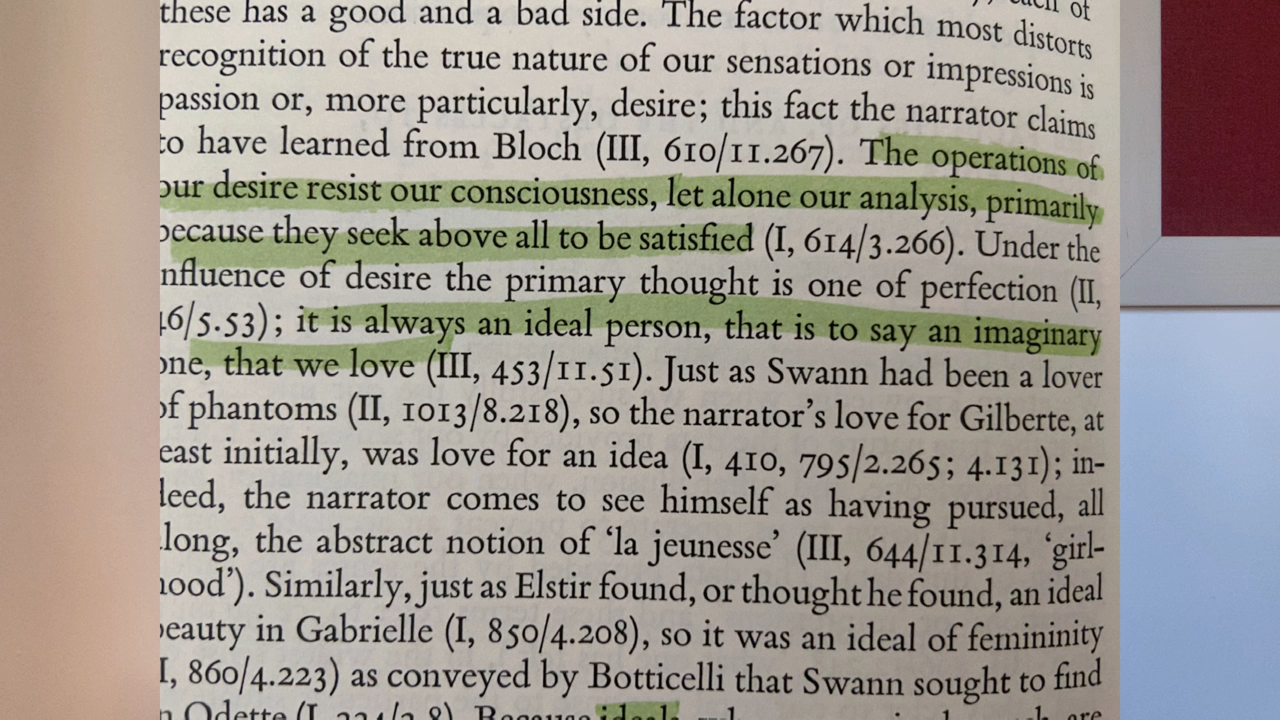 these has a good and a bad side. The factor which most distorts
recognition of the true nature of our sensations or impressions is
passion or, more particularly, desire; this fact the narrator claims
to have learned from Bloch (III, 610/11.267). The operations of
our desire resist our consciousness, let alone our analysis, primarily
because they seek above all to be satisfied (I, 614/3.266). Under the
nfluence of desire the primary thought is one of perfection (II,
16/5.53); it is always an ideal person, that is to say an imaginary
one, that we love (III, 453/11.51). Just as Swann had been a lover
of phantoms (II, 1013/8.218), so the narrator's love for Gilberte, at
east initially, was love for an idea (I, 410, 795/2.265; 4.131); in-
deed, the narrator comes to see himself as having pursued, all
long, the abstract notion of 'la jeunesse' (III, 644/11.314, 'girl-
hood'). Similarly, just as Elstir found, or thought he found, an ideal
beauty in Gabrielle (I, 850/4.208), so it was an ideal of femininity
I, 860/4.223) as conveyed by Botticelli that Swann sought to find
Odette (I, Because